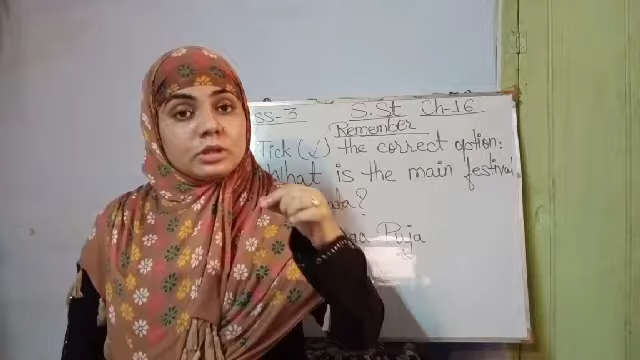 SS-3 S.St Ch-16
Remember
Tick (✓) the correct option:
What is the main festival
?
Puja